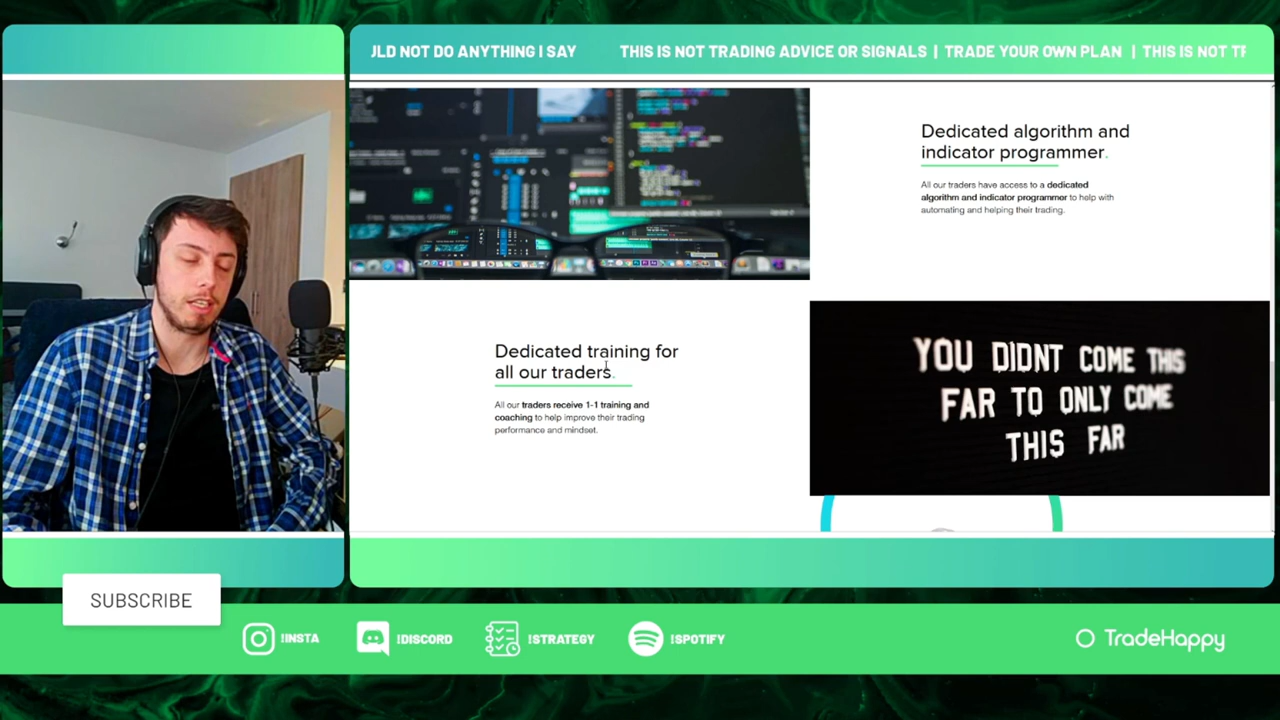 JLD NOT DO ANYTHING I SAY THIS IS NOT TRADING ADVICE OR SIGNALS | TRADE YOUR OWN PLAN | THIS IS NOT TR
Dedicated algorithm and
indicator programmer.
All our traders have access to a dedicated
algorithm and indicator programmer to help with
automating and helping their trading.
Dedicated training for
all our traders.
All our traders receive 1-1 training and
coaching to help improve their trading
performance and mindset.
YOU DIDNT COME THIS
FAR TO ONLY COME
THIS FAR
SUBSCRIBE
!INSTA
!DISCORD
!STRATEGY
!SPOTIFY
TradeHappy